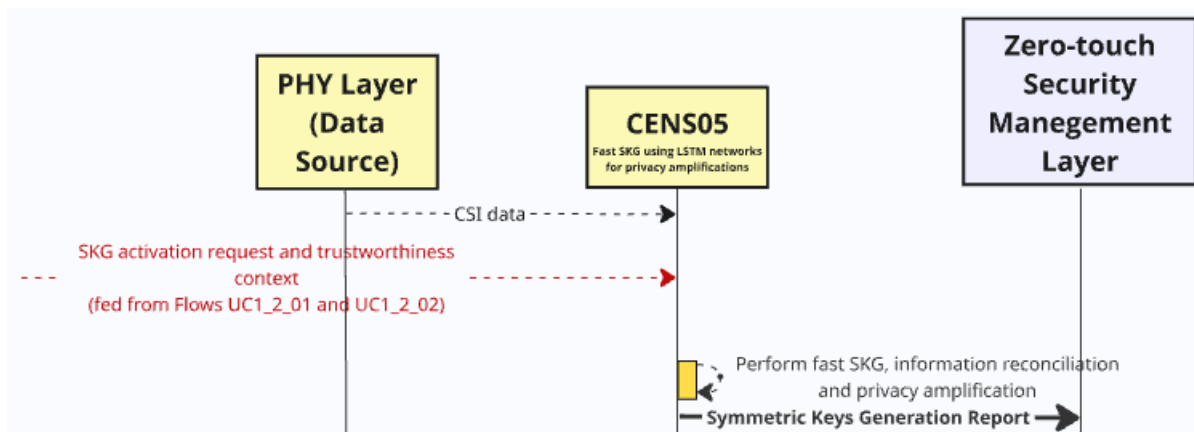 PHY Layer
(Data
Source)
CENS05
Fast SKG using LSTM networks
for privacy amplifications
Zero-touch
Security
Manegement
Layer
CSI data
SKG activation request and trustworthiness
context
(fed from Flows UC1_2_01 and UC1_2_02)
Perform fast SKG, information reconciliation
and privacy amplification
Symmetric Keys Generation Report